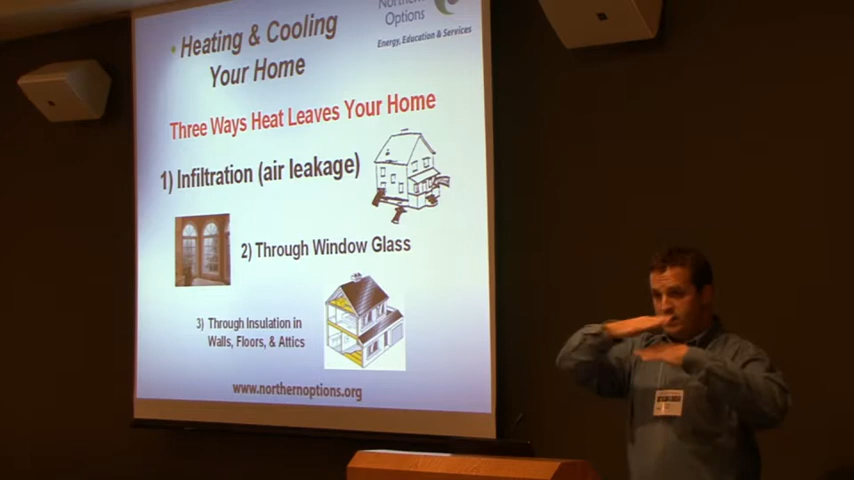 • Heating & Cooling
Your Home
Northern
Options
Energy, Education & Services
Three Ways Heat Leaves Your Home
1) Infiltration (air leakage)
2) Through Window Glass
3) Through Insulation in
Walls, Floors, & Attics
www.northernoptions.org